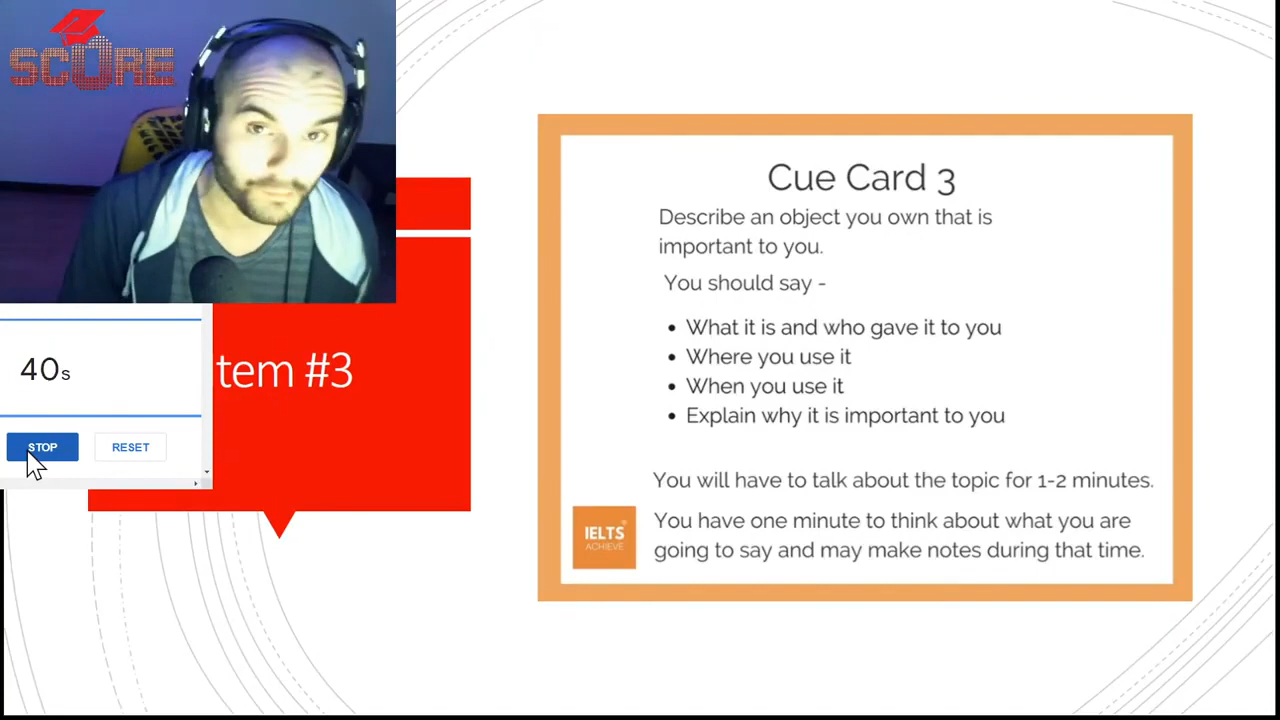 SCORE
40s
STOP
RESET
tem #3
Cue Card 3
Describe an object you own that is
important to you.
You should say -
• What it is and who gave it to you
• Where you use it
• When you use it
• Explain why it is important to you
You will have to talk about the topic for 1-2 minutes.
You have one minute to think about what you are
going to say and may make notes during that time.
IELTS
ACHIEVE